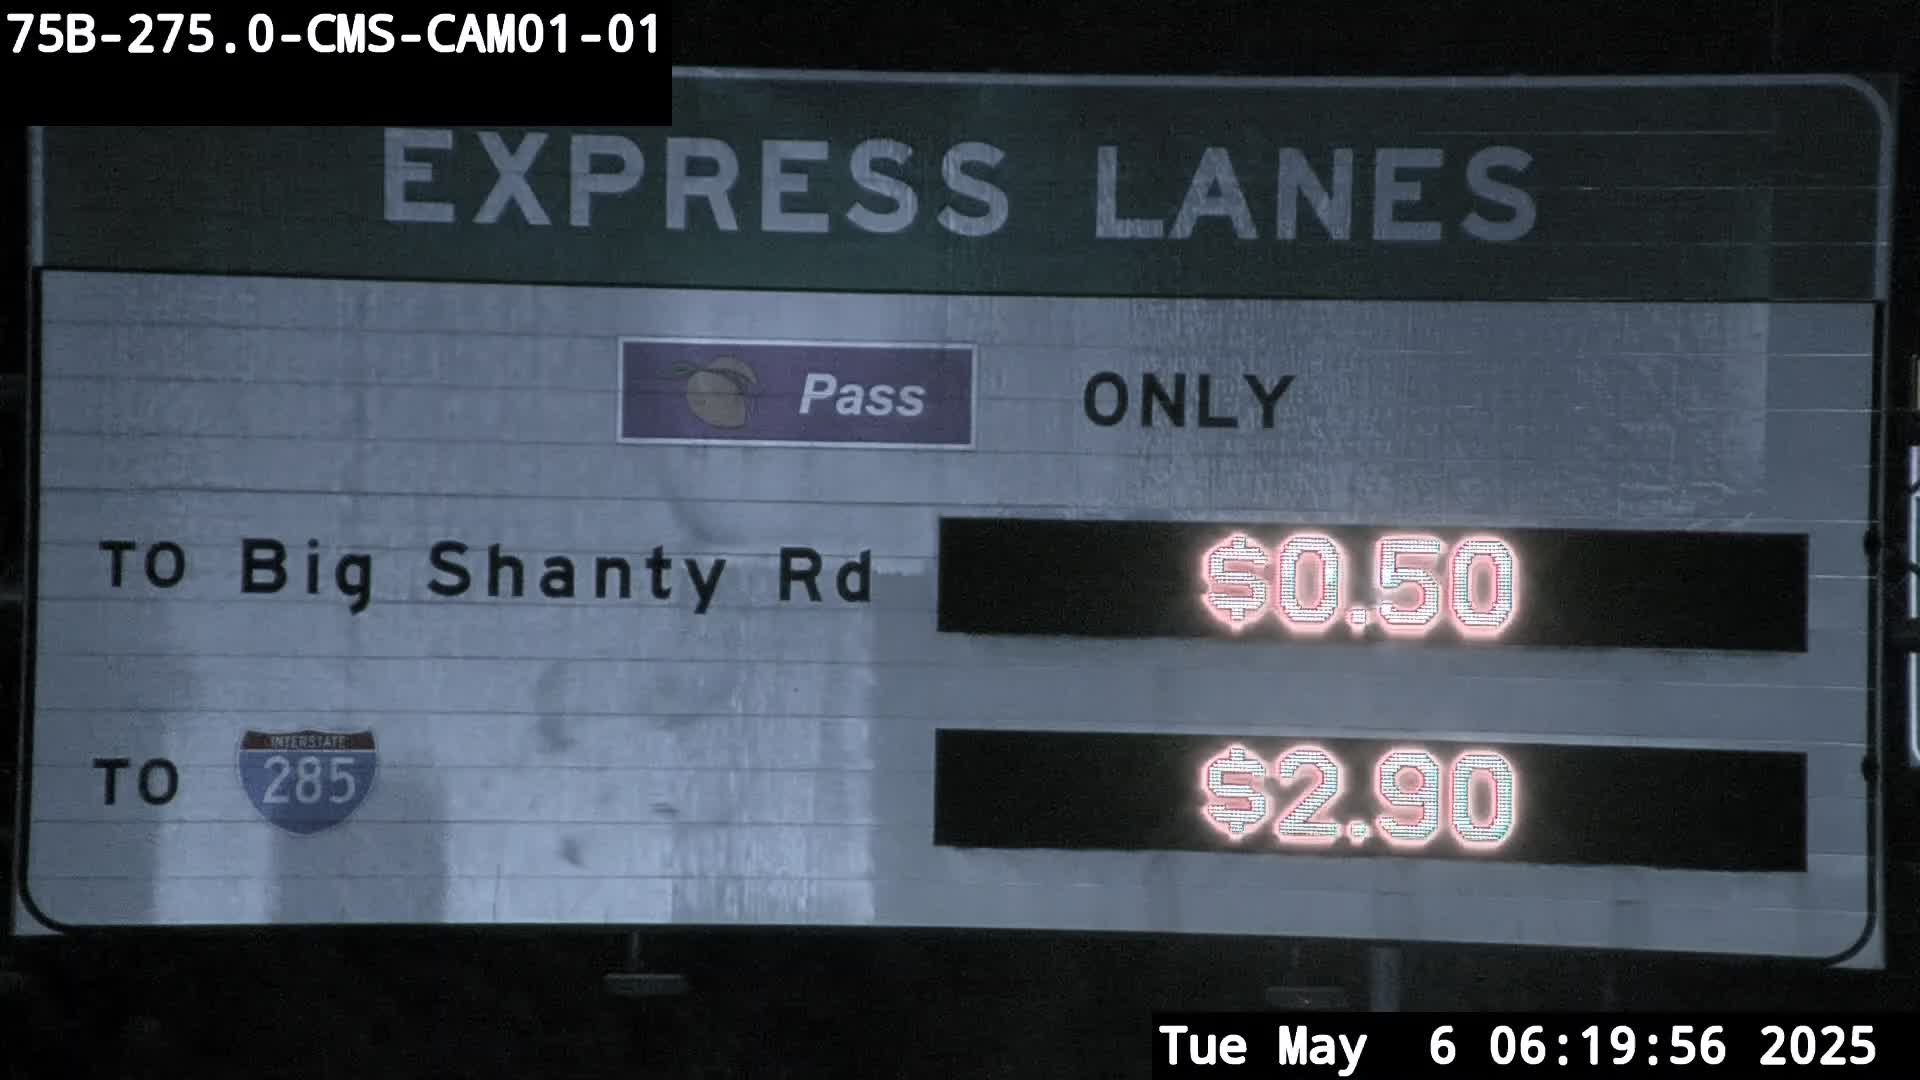 75B-275.0-CMS-CAM01-01
EXPRESS LANES
Pass ONLY
TO Big Shanty Rd $0.50
TO INTERSTATE 285 $2.90
Tue May 6 06:19:56 2025